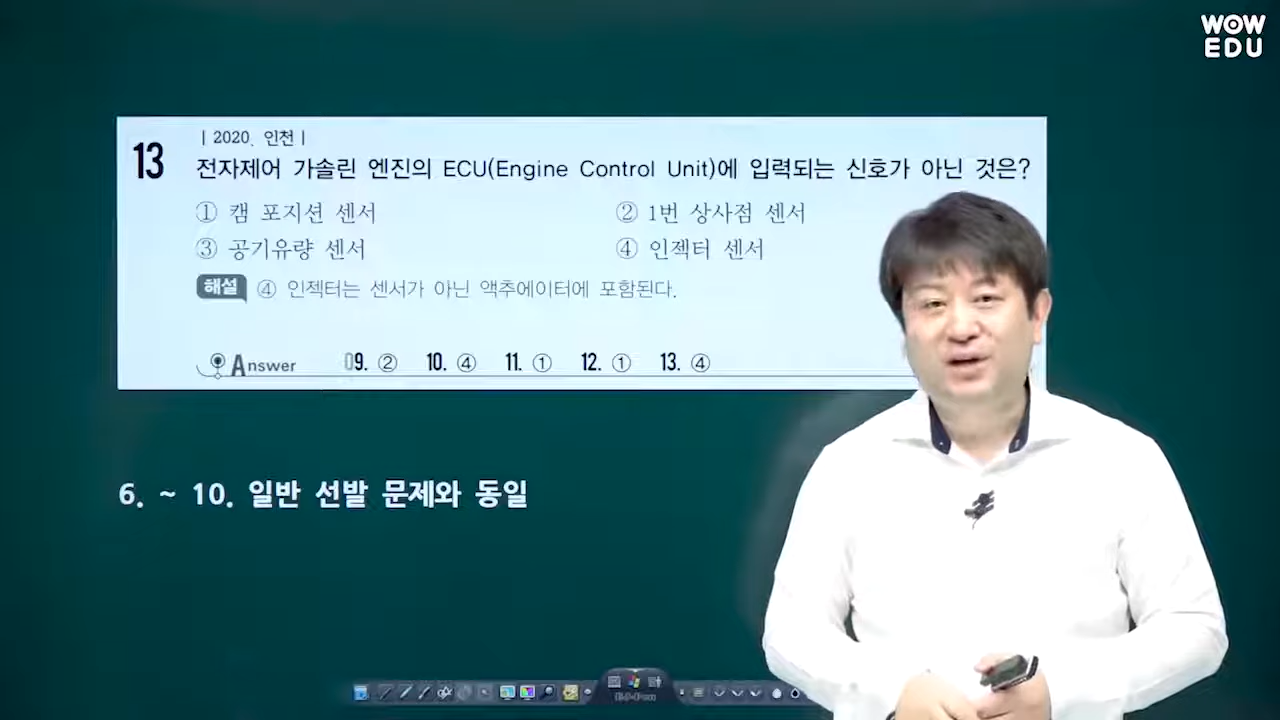 WOW
EDU
13
| 2020. 인천 |
전자제어 가솔린 엔진의 ECU(Engine Control Unit)에 입력되는 신호가 아닌 것은?
① 캠 포지션 센서 ② 1번 상사점 센서
③ 공기유량 센서 ④ 인젝터 센서
해설 ④ 인젝터는 센서가 아닌 액추에이터에 포함된다.
Answer 09. ② 10. ④ 11. ① 12. ① 13. ④
6. ~ 10. 일반 선발 문제와 동일